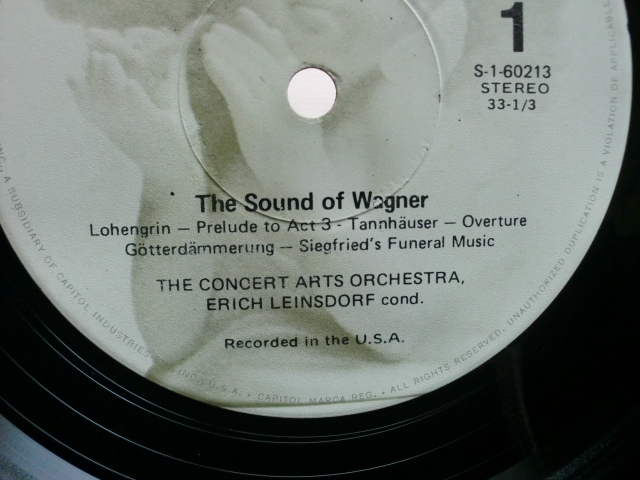 1
S-1-60213
STEREO
33-1/3
The Sound of Wagner
Lohengrin – Prelude to Act 3 - Tannhäuser – Overture
Götterdämmerung – Siegfried's Funeral Music
THE CONCERT ARTS ORCHESTRA,
ERICH LEINSDORF cond.
Recorded in the U.S.A.
INC., A SUBSIDIARY OF CAPITOL INDUSTRIES INC., U.S.A. • CAPITOL MARCA REG. • ALL RIGHTS RESERVED. UNAUTHORIZED DUPLICATION IS A VIOLATION OF APPLICABLE